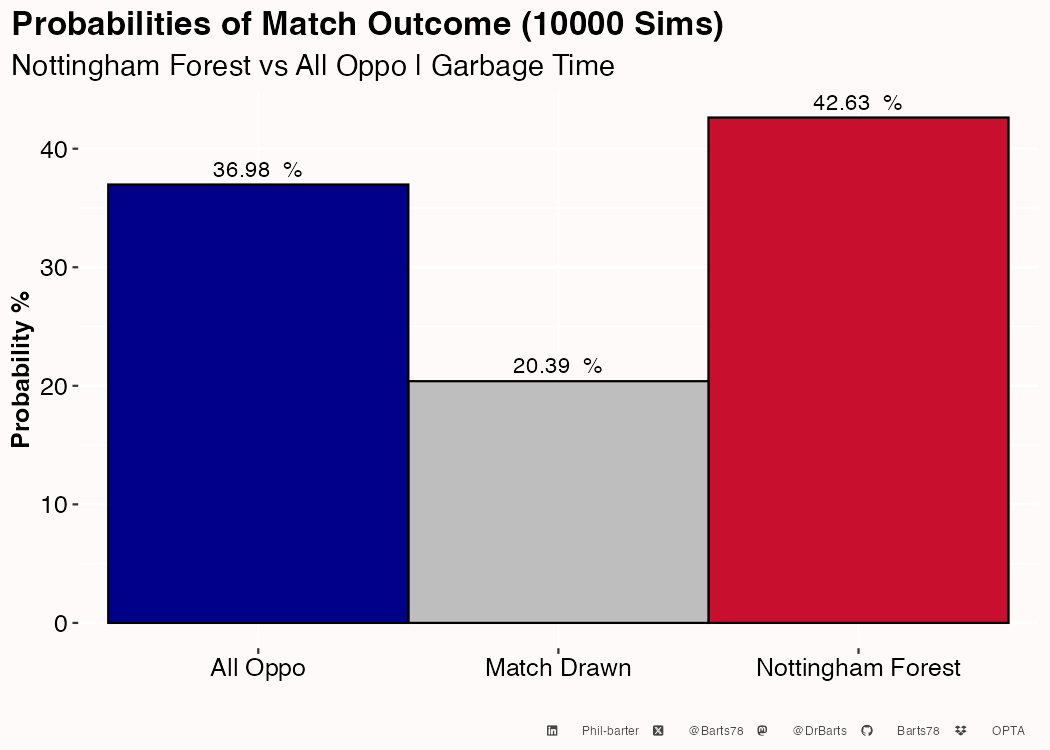 Probabilities of Match Outcome (10000 Sims)
Nottingham Forest vs All Oppo | Garbage Time
42.63 %
40
36.98 %
30
Probability %
20.39 %
20
10
0
All Oppo
Match Drawn
Nottingham Forest
Phil-barter @Barts78 @DrBarts Barts78 OPTA